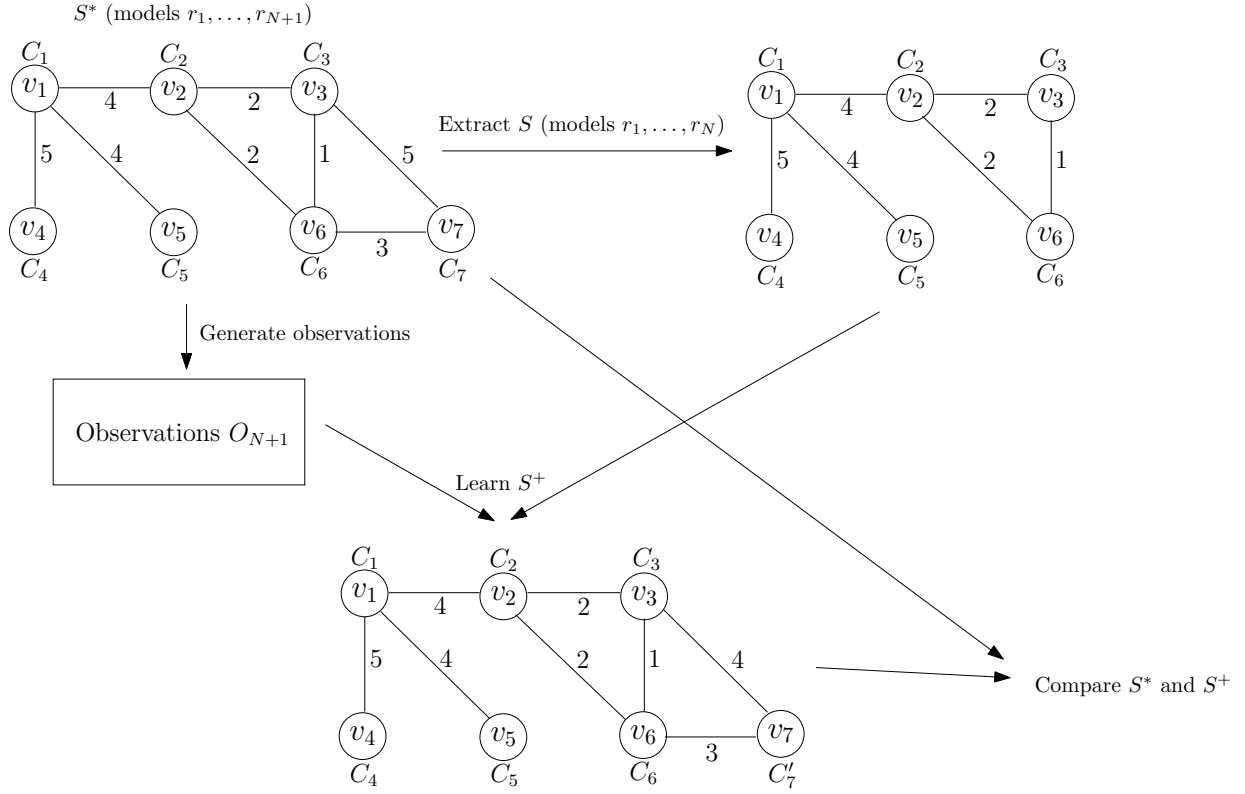 S* (models r₁, . . . , r_{N+1})
C₁ C₂ C₃
v₁ 4 v₂ 2 v₃
5 4 2 1 5
v₄ v₅ v₆ 3 v₇
C₄ C₅ C₆ C₇
Extract S (models r₁, . . . , r_N)
C₁ C₂ C₃
v₁ 4 v₂ 2 v₃
5 4 2 1
v₄ v₅ v₆
C₄ C₅ C₆
Generate observations
Observations O_{N+1}
Learn S⁺
C₁ C₂ C₃
v₁ 4 v₂ 2 v₃
5 4 2 1 4
v₄ v₅ v₆ 3 v₇
C₄ C₅ C₆ C′₇
Compare S* and S⁺